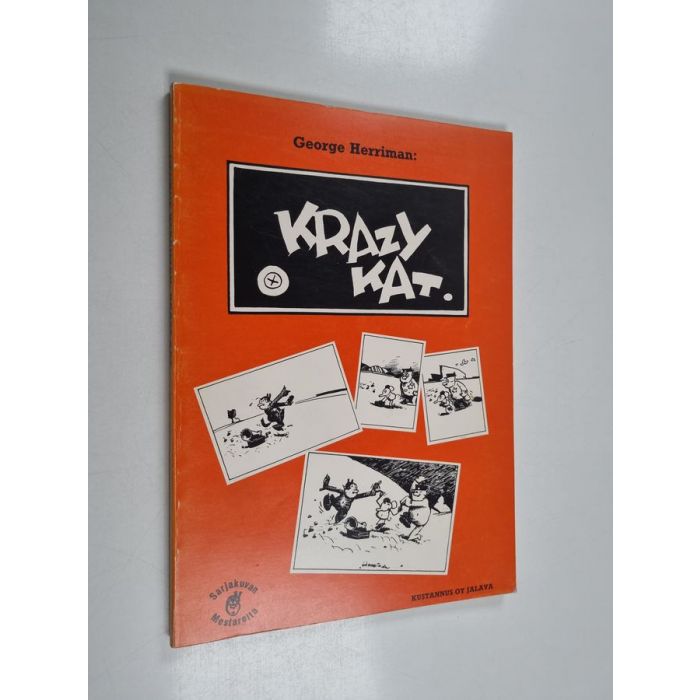 George Herriman:
KRAZY
KAT.
Sarjakuvan
Mestareita
KUSTANNUS OY JALAVA